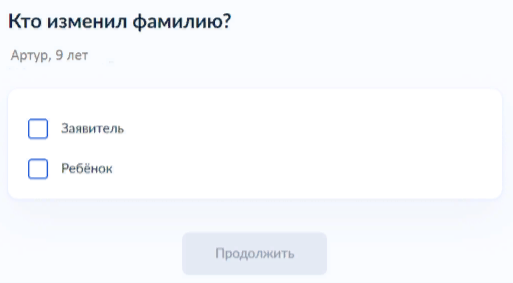 Кто изменил фамилию?
Артур, 9 лет
Заявитель
Ребёнок
Продолжить